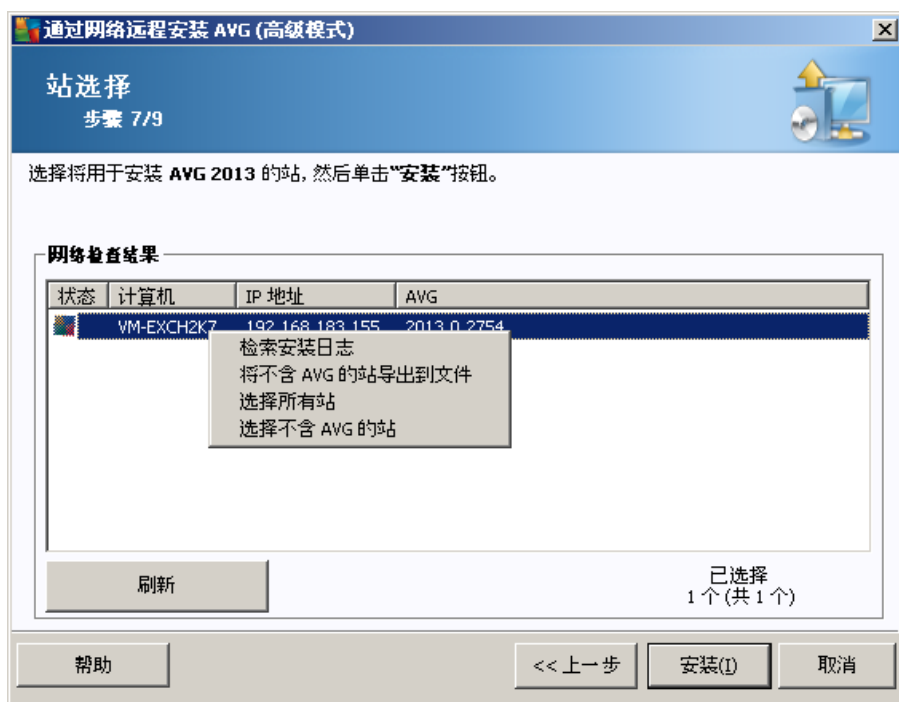 通过网络远程安装 AVG (高级模式)
站选择
步骤 7/9
选择将用于安装 AVG 2013 的站, 然后单击“安装”按钮。
网络检查结果
状态 计算机 IP 地址 AVG
VM-EXCH2K7 192.168.183.155 2013.0.2754
检索安装日志
将不含 AVG 的站导出到文件
选择所有站
选择不含 AVG 的站
刷新
已选择
1 个 (共 1 个)
帮助 << 上一步 安装(I) 取消